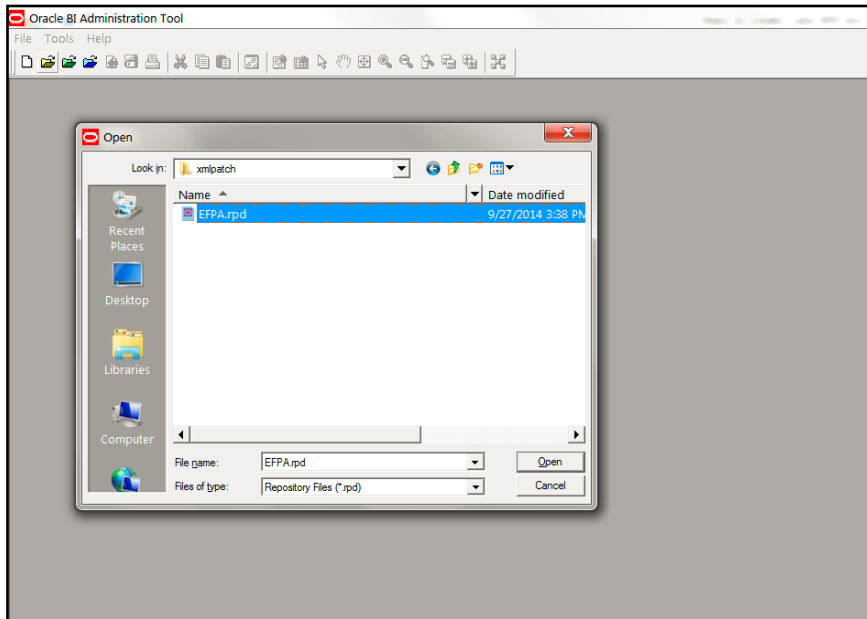 Oracle BI Administration Tool
File Tools Help
Open
Look in: xmlpatch
Name Date modified
EFPA.rpd 9/27/2014 3:38 PM
Recent
Places
Desktop
Libraries
Computer
File name: EFPA.rpd Open
Files of type: Repository Files (*.rpd) Cancel